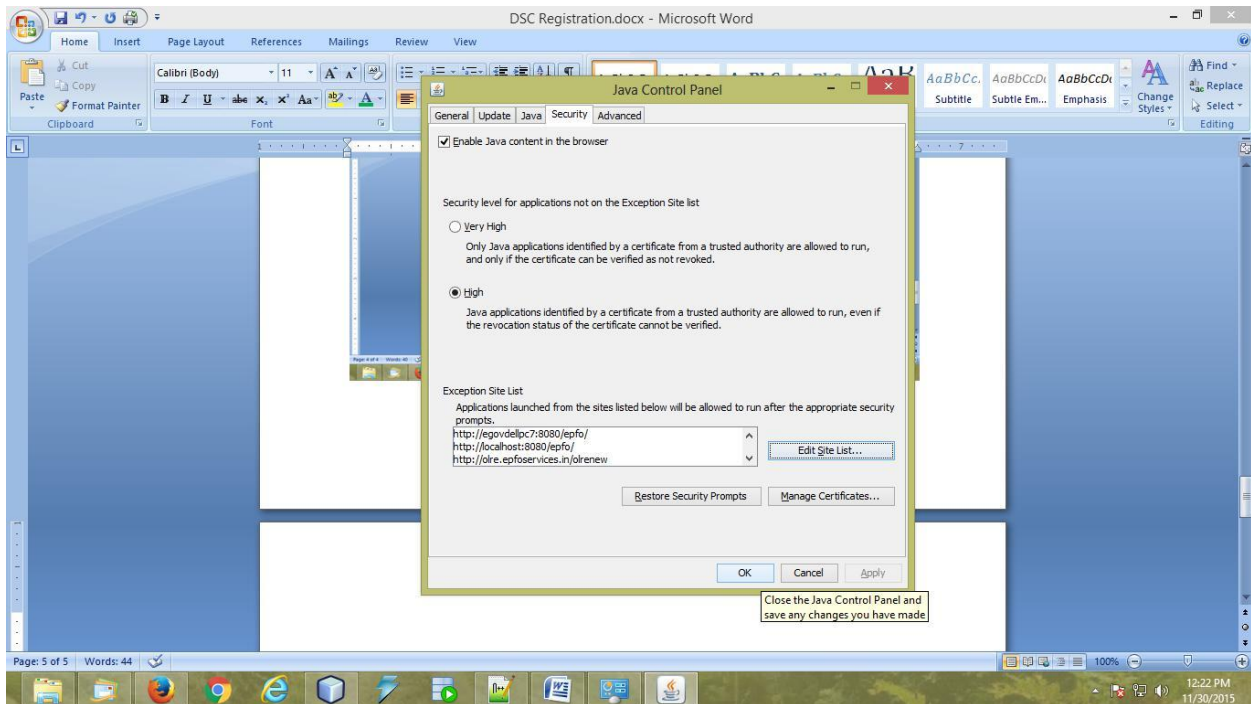 DSC Registration.docx - Microsoft Word
Home Insert Page Layout References Mailings Review View
Paste
Cut
Copy
Format Painter
Clipboard
Calibri (Body) 11
Font
AaBbCc. AaBbCcDc AaBbCcDc
Subtitle Subtle Em... Emphasis
Change Styles
Find
Replace
Select
Editing
Java Control Panel
General Update Java Security Advanced
Enable Java content in the browser
Security level for applications not on the Exception Site list
Very High
Only Java applications identified by a certificate from a trusted authority are allowed to run,
and only if the certificate can be verified as not revoked.
High
Java applications identified by a certificate from a trusted authority are allowed to run, even if
the revocation status of the certificate cannot be verified.
Exception Site List
Applications launched from the sites listed below will be allowed to run after the appropriate security
prompts.
http://egovdellpc7:8080/epfo/
http://localhost:8080/epfo/
http://olre.epfoservices.in/olrenew
Edit Site List...
Restore Security Prompts Manage Certificates...
OK Cancel Apply
Close the Java Control Panel and
save any changes you have made
Page: 5 of 5 Words: 44
100%
12:22 PM
11/30/2015